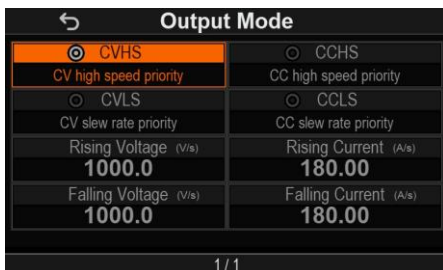 Output Mode
CVHS
CCHS
CV high speed priority
CC high speed priority
CVLS
CCLS
CV slew rate priority
CC slew rate priority
Rising Voltage (V/s)
Rising Current (A/s)
1000.0
180.00
Falling Voltage (V/s)
Falling Current (A/s)
1000.0
180.00
1/1